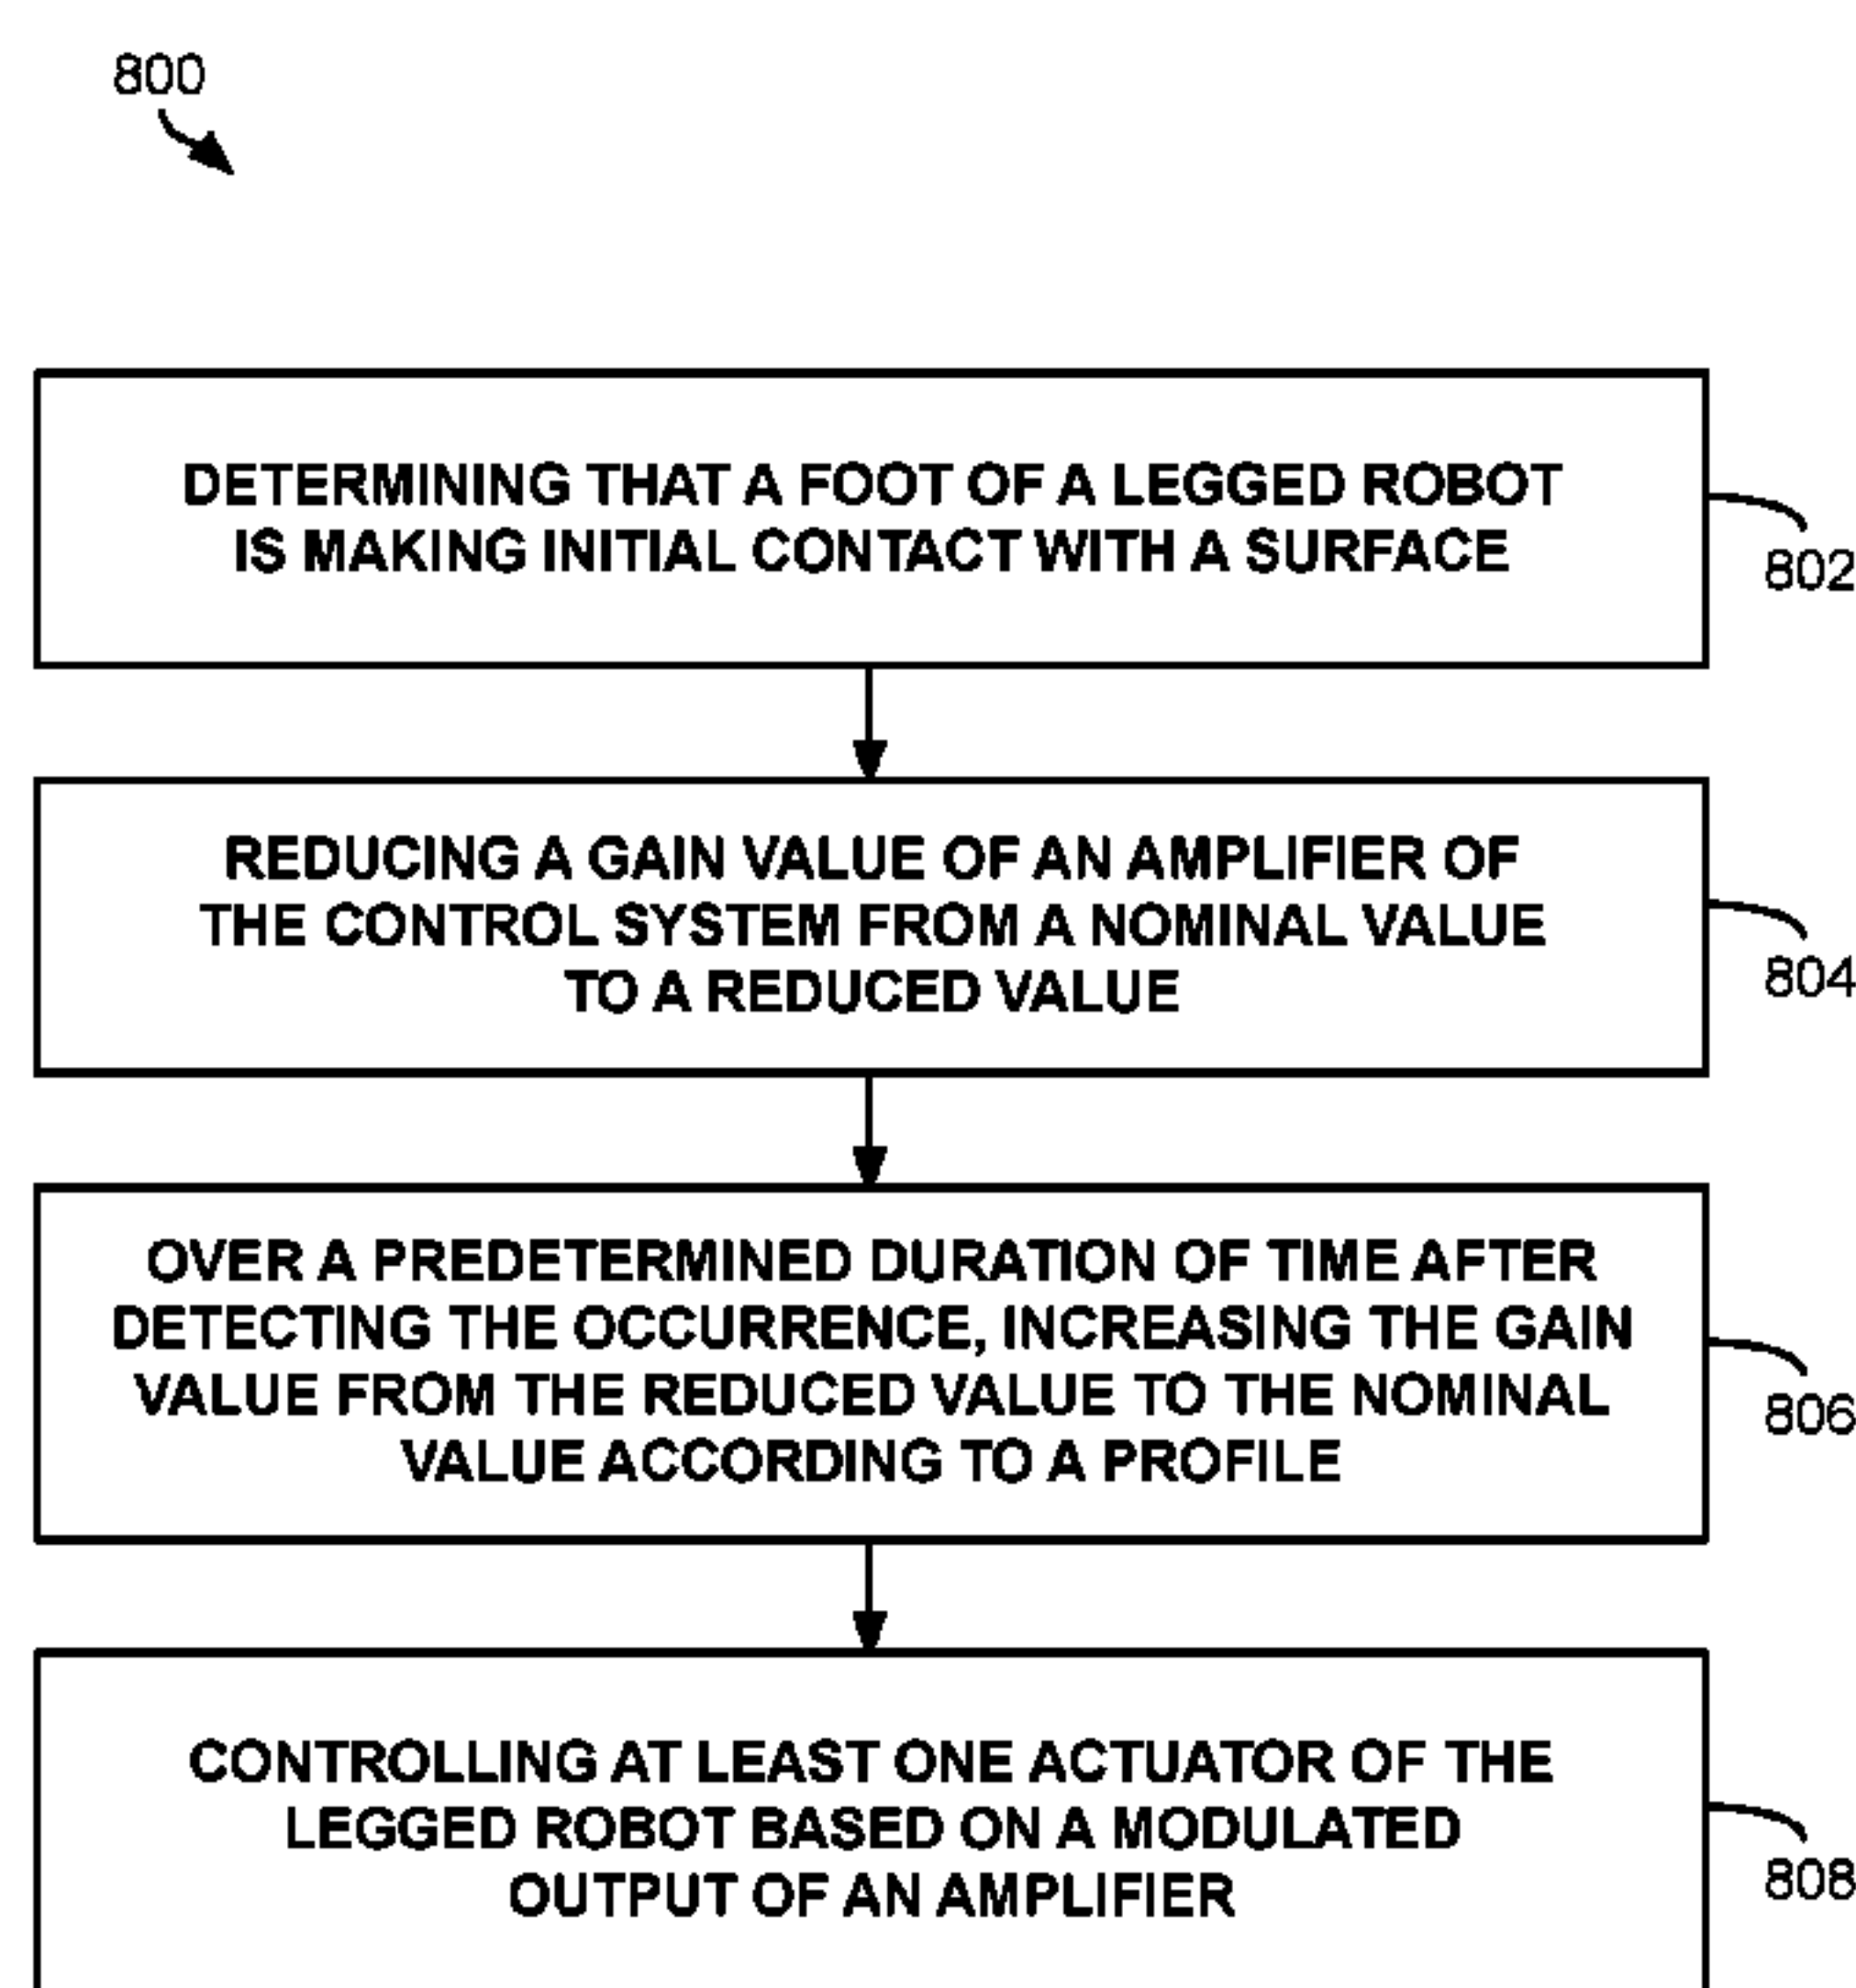 800
DETERMINING THAT A FOOT OF A LEGGED ROBOT
IS MAKING INITIAL CONTACT WITH A SURFACE
802
REDUCING A GAIN VALUE OF AN AMPLIFIER OF
THE CONTROL SYSTEM FROM A NOMINAL VALUE
TO A REDUCED VALUE
804
OVER A PREDETERMINED DURATION OF TIME AFTER
DETECTING THE OCCURRENCE, INCREASING THE GAIN
VALUE FROM THE REDUCED VALUE TO THE NOMINAL
VALUE ACCORDING TO A PROFILE
806
CONTROLLING AT LEAST ONE ACTUATOR OF THE
LEGGED ROBOT BASED ON A MODULATED
OUTPUT OF AN AMPLIFIER
808